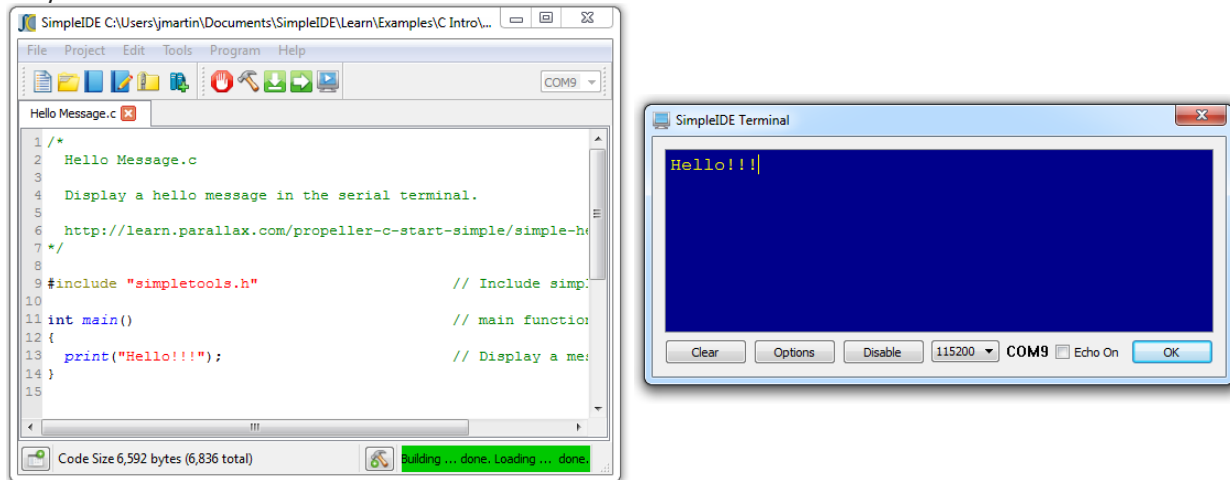 SimpleIDE C:\Users\jmartin\Documents\SimpleIDE\Learn\Examples\C Intro\...
File Project Edit Tools Program Help
COM9
Hello Message.c
1 /*
2 Hello Message.c
3
4 Display a hello message in the serial terminal.
5
6 http://learn.parallax.com/propeller-c-start-simple/simple-he
7 */
8
9 #include "simpletools.h" // Include simp
10
11 int main() // main function
12 {
13 print("Hello!!!"); // Display a mes
14 }
15
Code Size 6,592 bytes (6,836 total)
Building ... done. Loading ... done.
SimpleIDE Terminal
Hello!!!
Clear Options Disable 115200 COM9 Echo On OK